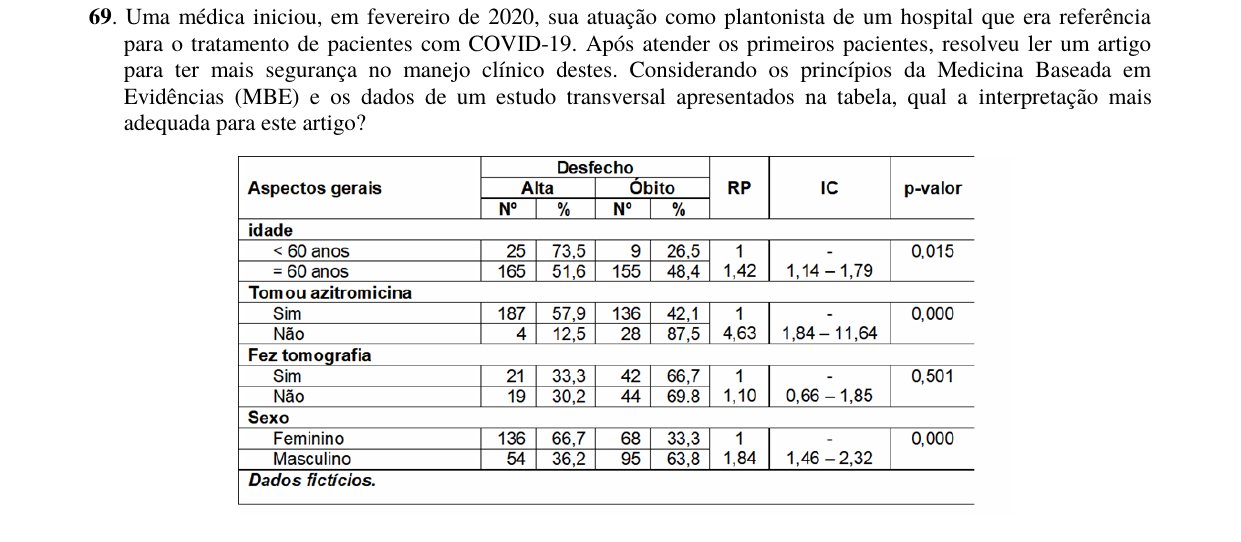 69. Uma médica iniciou, em fevereiro de 2020, sua atuação como plantonista de um hospital que era referência
para o tratamento de pacientes com COVID-19. Após atender os primeiros pacientes, resolveu ler um artigo
para ter mais segurança no manejo clínico destes. Considerando os princípios da Medicina Baseada em
Evidências (MBE) e os dados de um estudo transversal apresentados na tabela, qual a interpretação mais
adequada para este artigo?
Desfecho
Aspectos gerais Alta Óbito RP IC p-valor
Nº % Nº %
idade
< 60 anos 25 73,5 9 26,5 1 - 0,015
= 60 anos 165 51,6 155 48,4 1,42 1,14 – 1,79
Tomou azitromicina
Sim 187 57,9 136 42,1 1 - 0,000
Não 4 12,5 28 87,5 4,63 1,84 – 11,64
Fez tomografia
Sim 21 33,3 42 66,7 1 - 0,501
Não 19 30,2 44 69.8 1,10 0,66 – 1,85
Sexo
Feminino 136 66,7 68 33,3 1 - 0,000
Masculino 54 36,2 95 63,8 1,84 1,46 – 2,32
Dados fictícios.